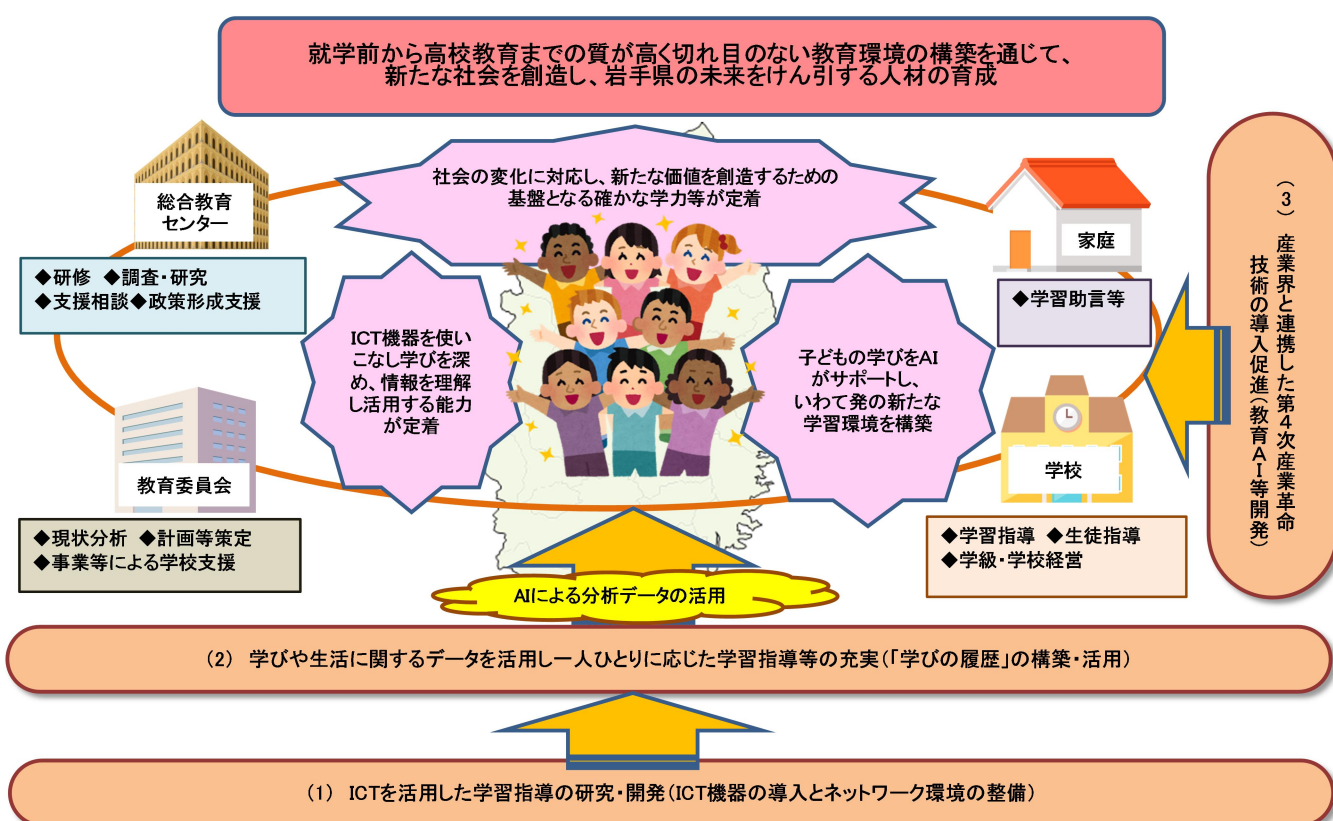 就学前から高校教育までの質が高く切れ目のない教育環境の構築を通じて、
新たな社会を創造し、岩手県の未来をけん引する人材の育成
社会の変化に対応し、新たな価値を創造するための
基盤となる確かな学力等が定着
総合教育
センター
◆研修 ◆調査・研究
◆支援相談◆政策形成支援
家庭
◆学習助言等
ICT機器を使い
こなし学びを深
め、情報を理解
し活用する能力
が定着
子どもの学びをAI
がサポートし、
いわて発の新たな
学習環境を構築
教育委員会
◆現状分析 ◆計画等策定
◆事業等による学校支援
学校
◆学習指導 ◆生徒指導
◆学級・学校経営
(3) 産業界と連携した第4次産業革命
技術の導入促進(教育AI等開発)
AIによる分析データの活用
(2) 学びや生活に関するデータを活用し一人ひとりに応じた学習指導等の充実(「学びの履歴」の構築・活用)
(1) ICTを活用した学習指導の研究・開発(ICT機器の導入とネットワーク環境の整備)